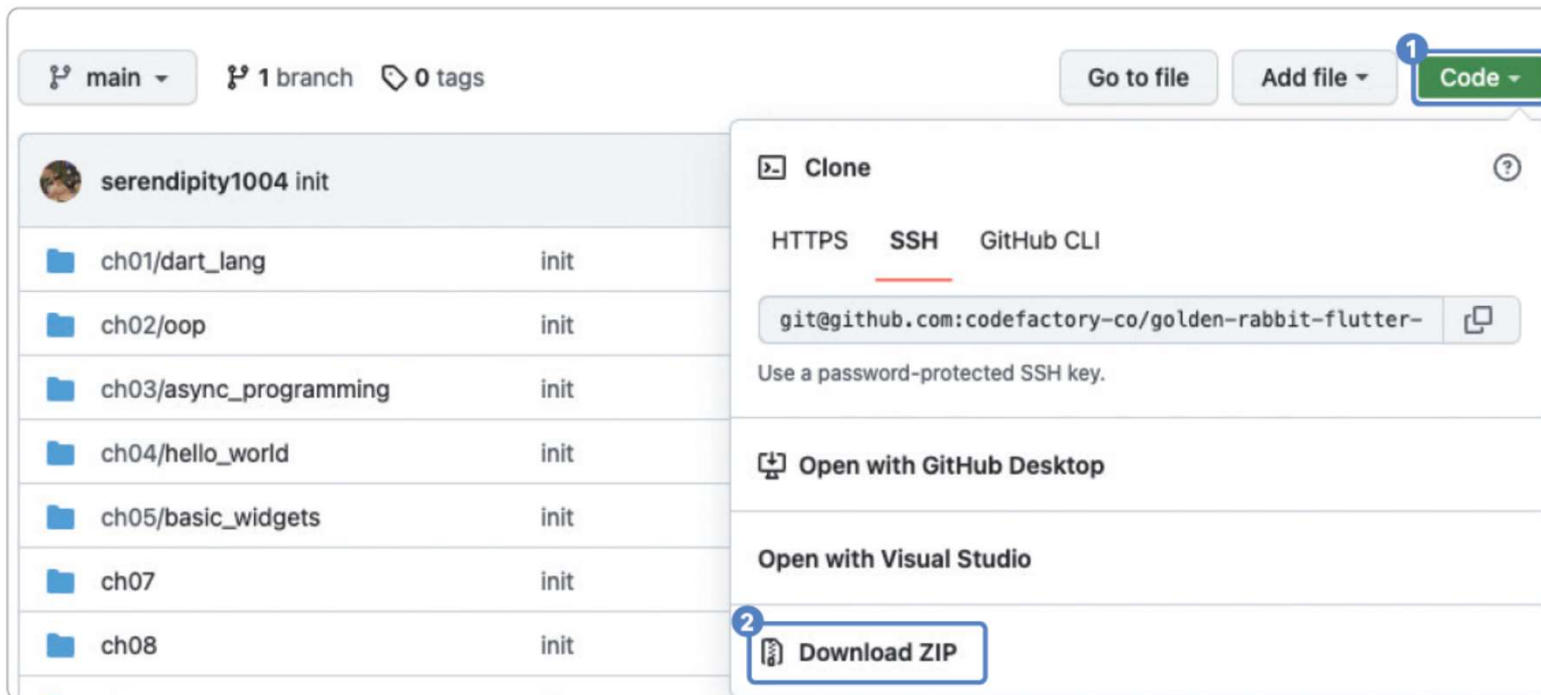 main
1 branch
0 tags
Go to file
Add file
1
Code
serendipity1004 init
ch01/dart_lang init
ch02/oop init
ch03/async_programming init
ch04/hello_world init
ch05/basic_widgets init
ch07 init
ch08 init
Clone
HTTPS SSH GitHub CLI
git@github.com:codefactory-co/golden-rabbit-flutter-
Use a password-protected SSH key.
Open with GitHub Desktop
Open with Visual Studio
2
Download ZIP